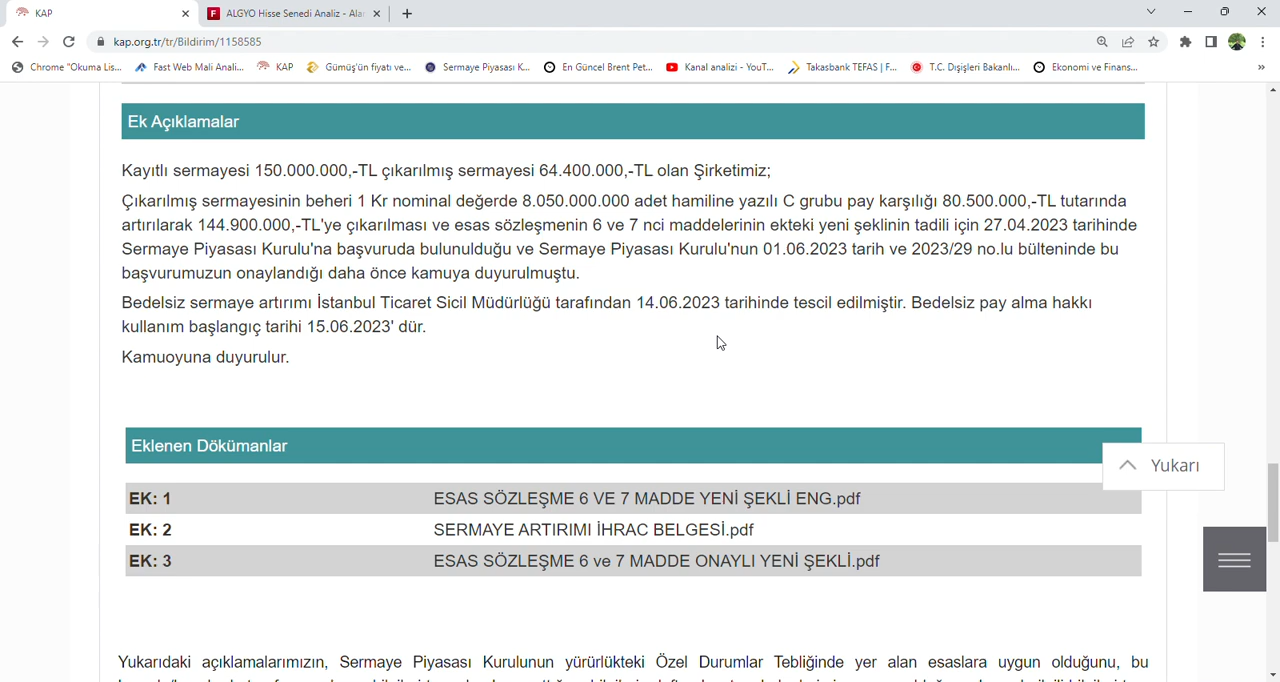 KAP
ALGYO Hisse Senedi Analiz - Ala
kap.org.tr/tr/Bildirim/1158585
Chrome "Okuma Lis... Fast Web Mali Anali... KAP Gümüş'ün fiyatı ve... Sermaye Piyasası K... En Güncel Brent Pet... Kanal analizi - YouT... Takasbank TEFAS | F... T.C. Dışişleri Bakanlı... Ekonomi ve Finans... »
Ek Açıklamalar
Kayıtlı sermayesi 150.000.000,-TL çıkarılmış sermayesi 64.400.000,-TL olan Şirketimiz;
Çıkarılmış sermayesinin beheri 1 Kr nominal değerde 8.050.000.000 adet hamiline yazılı C grubu pay karşılığı 80.500.000,-TL tutarında
artırılarak 144.900.000,-TL'ye çıkarılması ve esas sözleşmenin 6 ve 7 nci maddelerinin ekteki yeni şeklinin tadili için 27.04.2023 tarihinde
Sermaye Piyasası Kurulu'na başvuruda bulunulduğu ve Sermaye Piyasası Kurulu'nun 01.06.2023 tarih ve 2023/29 no.lu bülteninde bu
başvurumuzun onaylandığı daha önce kamuya duyurulmuştu.
Bedelsiz sermaye artırımı İstanbul Ticaret Sicil Müdürlüğü tarafından 14.06.2023 tarihinde tescil edilmiştir. Bedelsiz pay alma hakkı
kullanım başlangıç tarihi 15.06.2023' dür.
Kamuoyuna duyurulur.
Eklenen Dökümanlar
Yukarı
EK: 1 ESAS SÖZLEŞME 6 VE 7 MADDE YENİ ŞEKLİ ENG.pdf
EK: 2 SERMAYE ARTIRIMI İHRAC BELGESİ.pdf
EK: 3 ESAS SÖZLEŞME 6 ve 7 MADDE ONAYLI YENİ ŞEKLİ.pdf
Yukarıdaki açıklamalarımızın, Sermaye Piyasası Kurulunun yürürlükteki Özel Durumlar Tebliğinde yer alan esaslara uygun olduğunu, bu